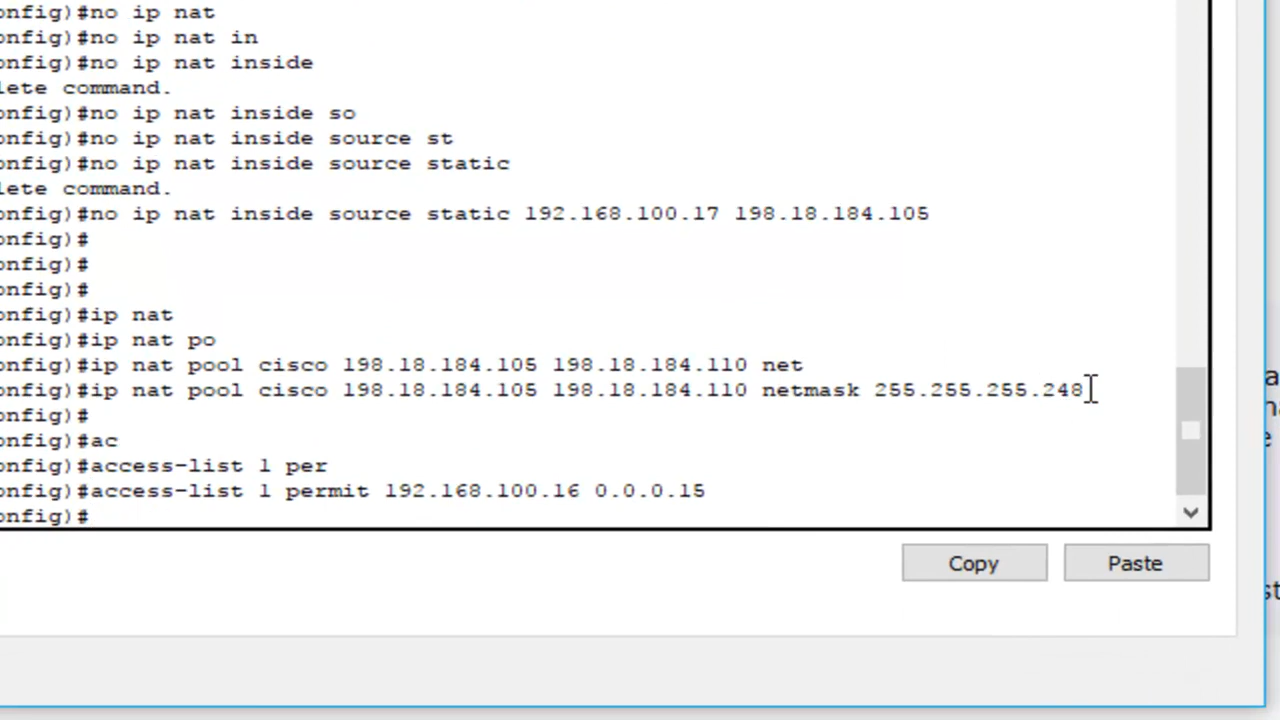 onfig)#no ip nat
onfig)#no ip nat in
onfig)#no ip nat inside
lete command.
onfig)#no ip nat inside so
onfig)#no ip nat inside source st
onfig)#no ip nat inside source static
lete command.
onfig)#no ip nat inside source static 192.168.100.17 198.18.184.105
onfig)#
onfig)#
onfig)#
onfig)#ip nat
onfig)#ip nat po
onfig)#ip nat pool cisco 198.18.184.105 198.18.184.110 net
onfig)#ip nat pool cisco 198.18.184.105 198.18.184.110 netmask 255.255.255.248
onfig)#
onfig)#ac
onfig)#access-list 1 per
onfig)#access-list 1 permit 192.168.100.16 0.0.0.15
onfig)#
Copy
Paste